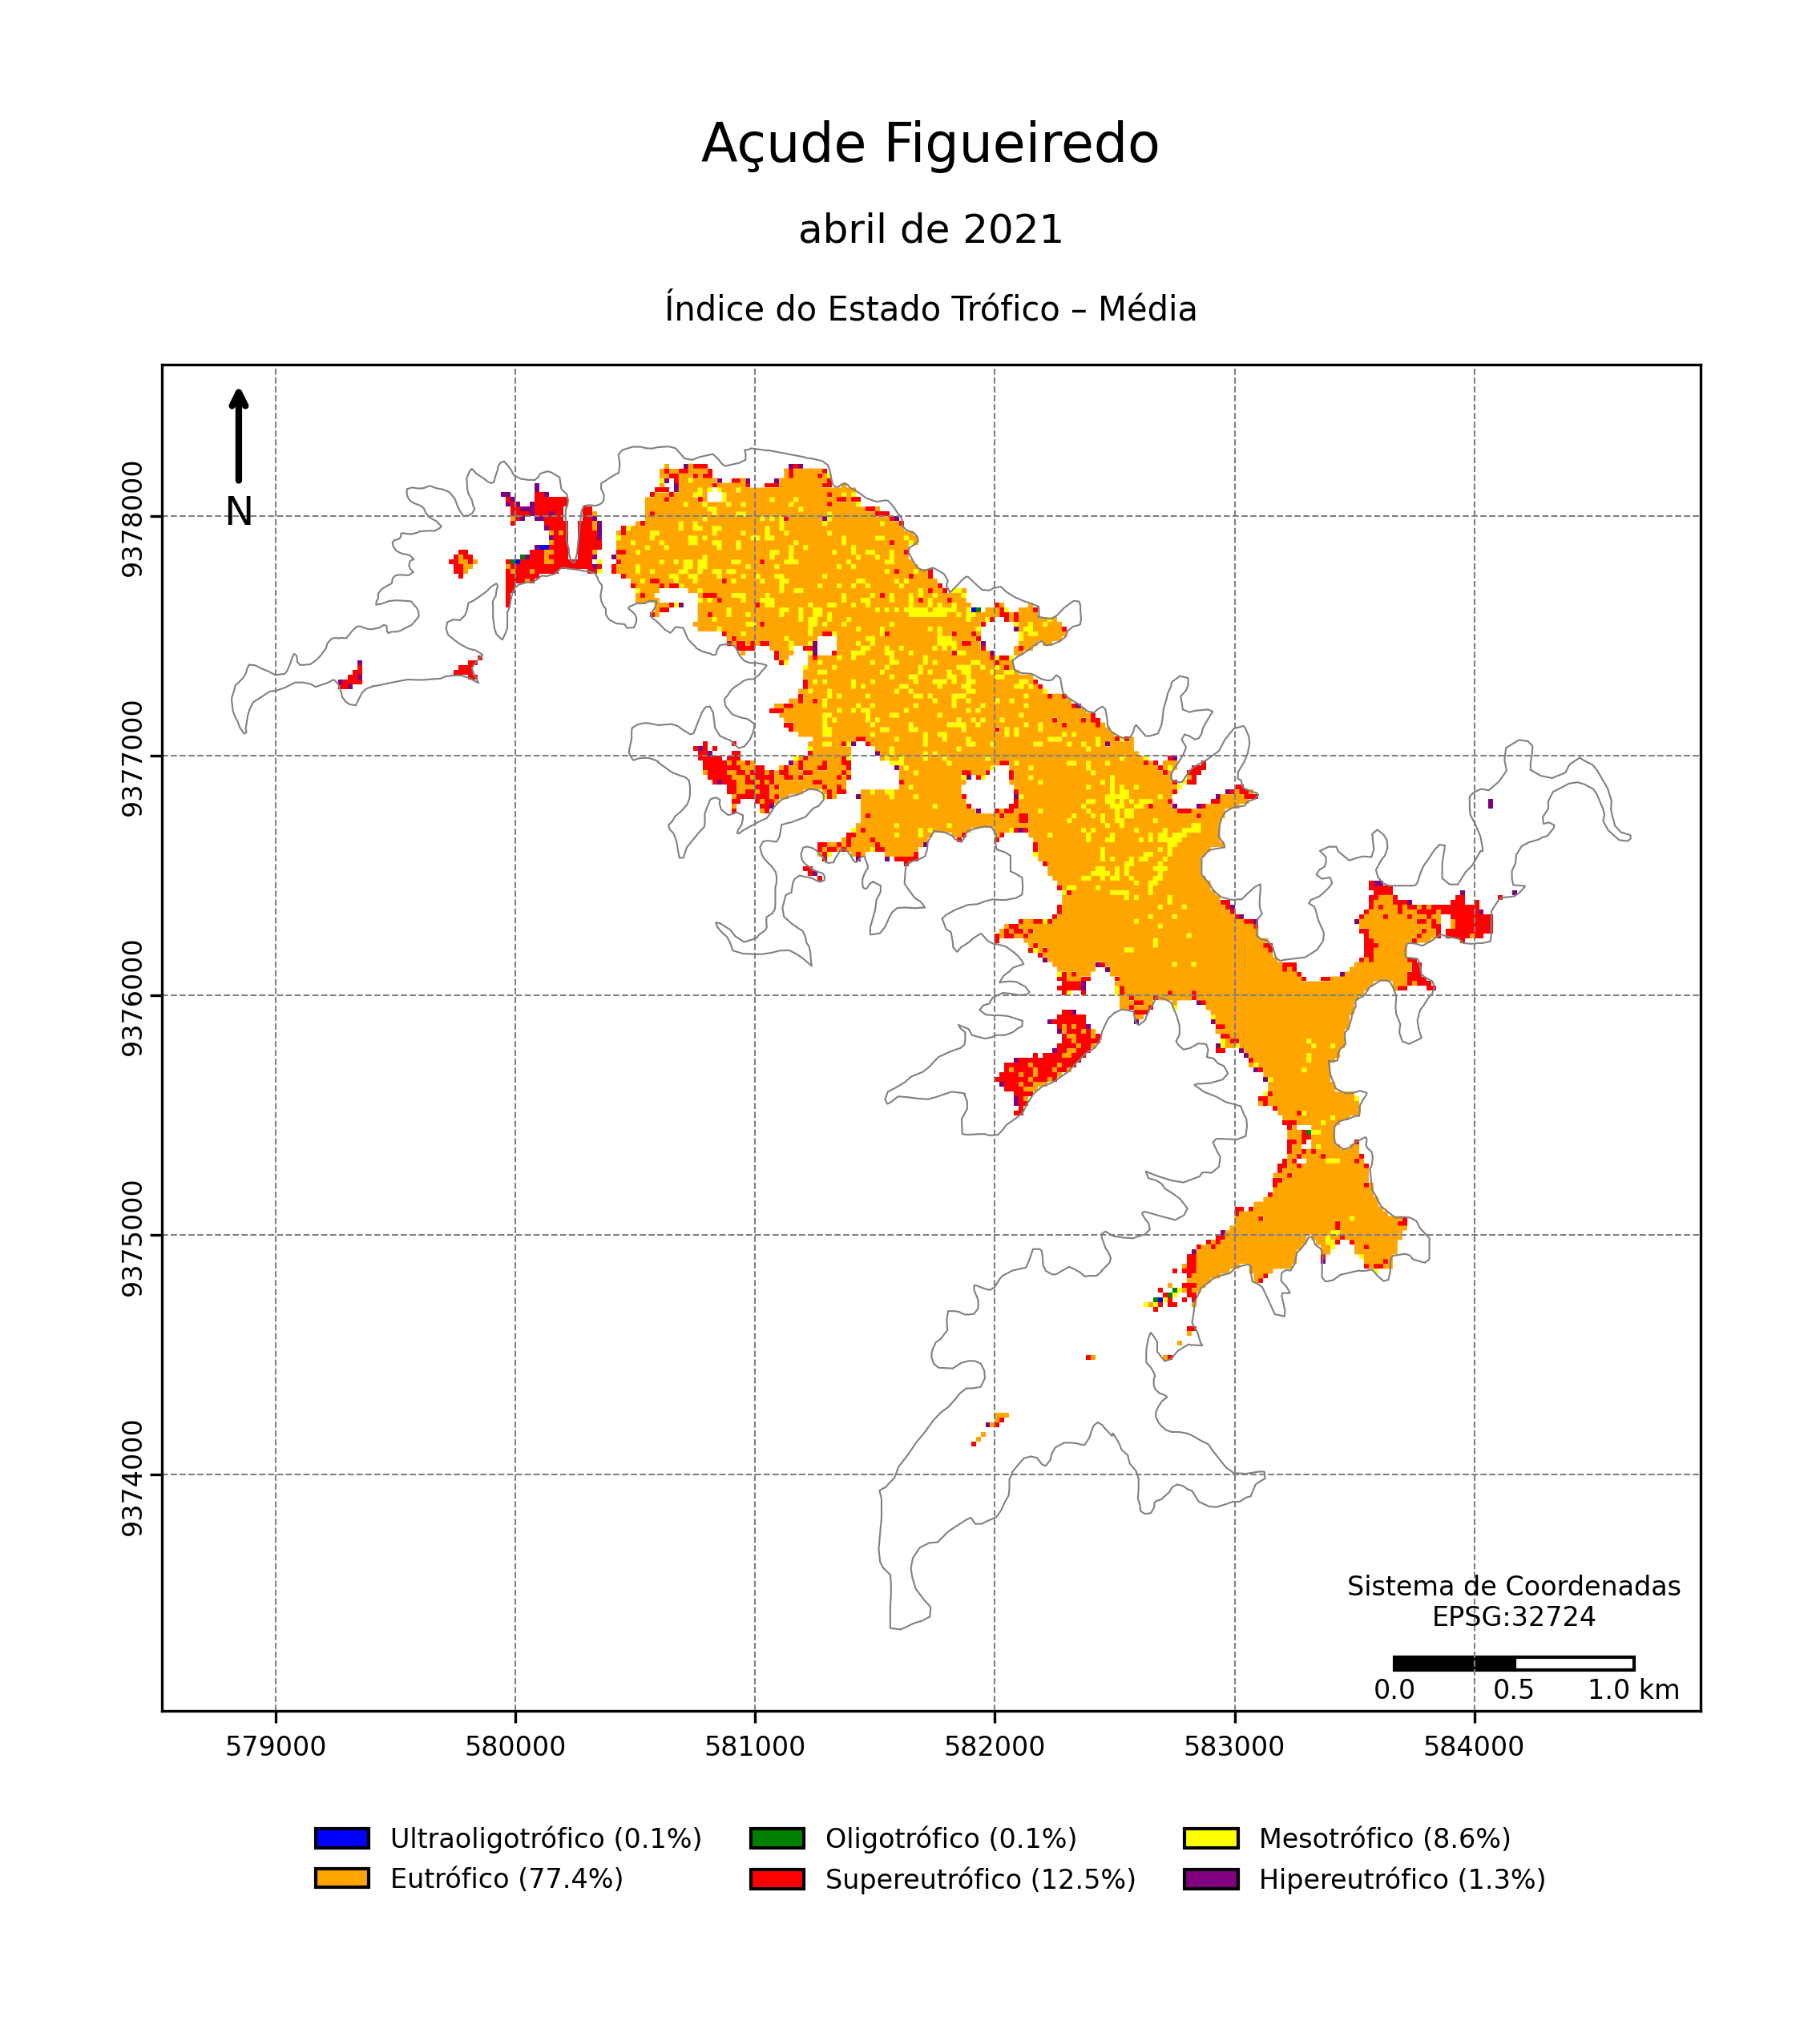 Açude Figueiredo
abril de 2021
Índice do Estado Trófico – Média
N
9378000
9377000
9376000
9375000
9374000
Sistema de Coordenadas
EPSG:32724
0.0 0.5 1.0 km
579000 580000 581000 582000 583000 584000
Ultraoligotrófico (0.1%) Oligotrófico (0.1%) Mesotrófico (8.6%)
Eutrófico (77.4%) Supereutrófico (12.5%) Hipereutrófico (1.3%)